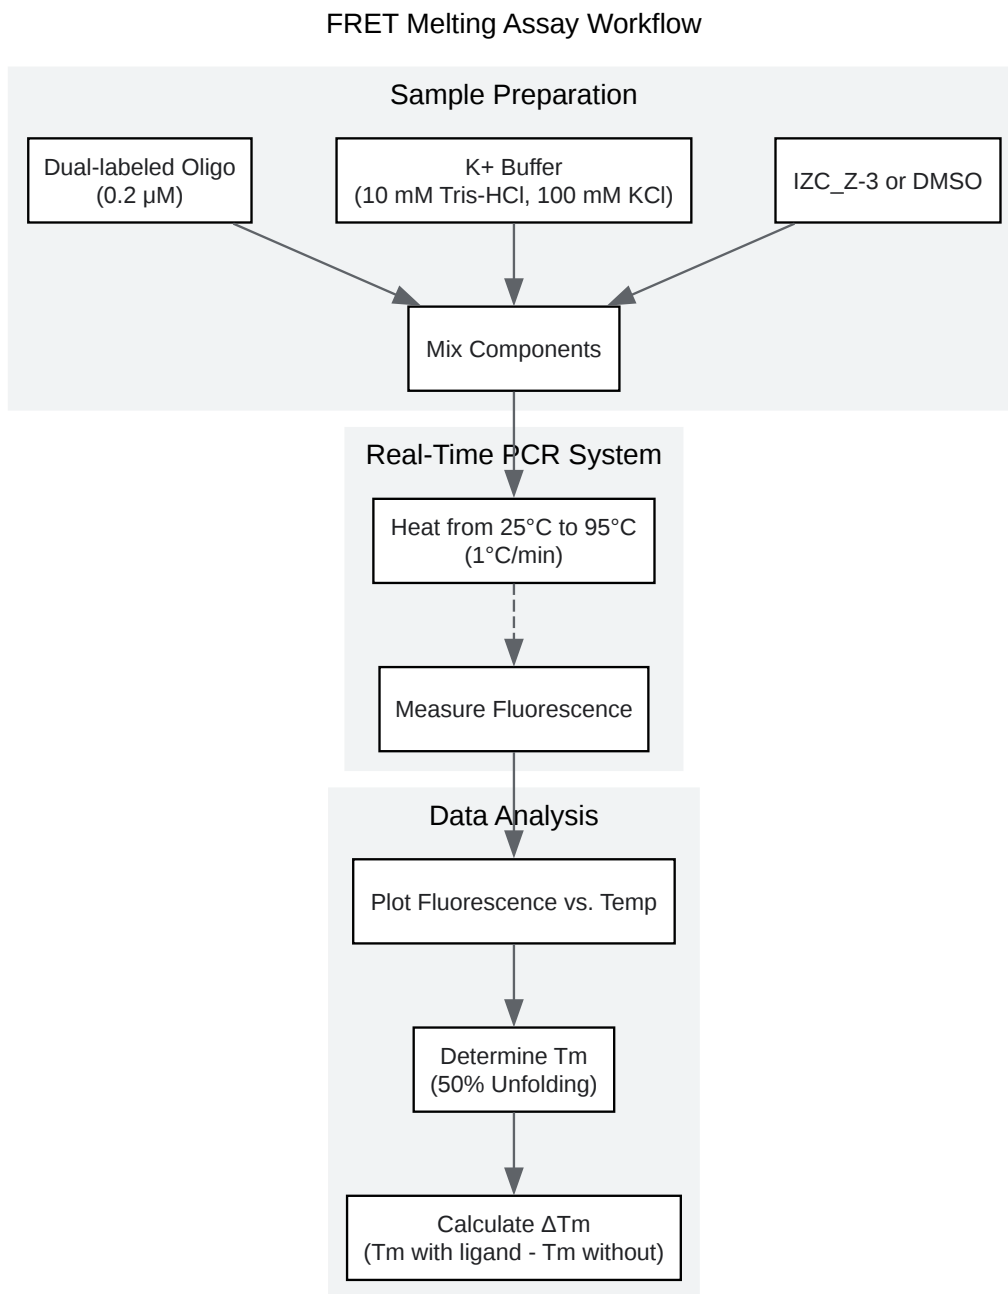 FRET Melting Assay Workflow
Sample Preparation
Dual-labeled Oligo
(0.2 µM)
K+ Buffer
(10 mM Tris-HCl, 100 mM KCl)
IZC_Z-3 or DMSO
Mix Components
Real-Time PCR System
Heat from 25°C to 95°C
(1°C/min)
Measure Fluorescence
Data Analysis
Plot Fluorescence vs. Temp
Determine Tm
(50% Unfolding)
Calculate ΔTm
(Tm with ligand - Tm without)